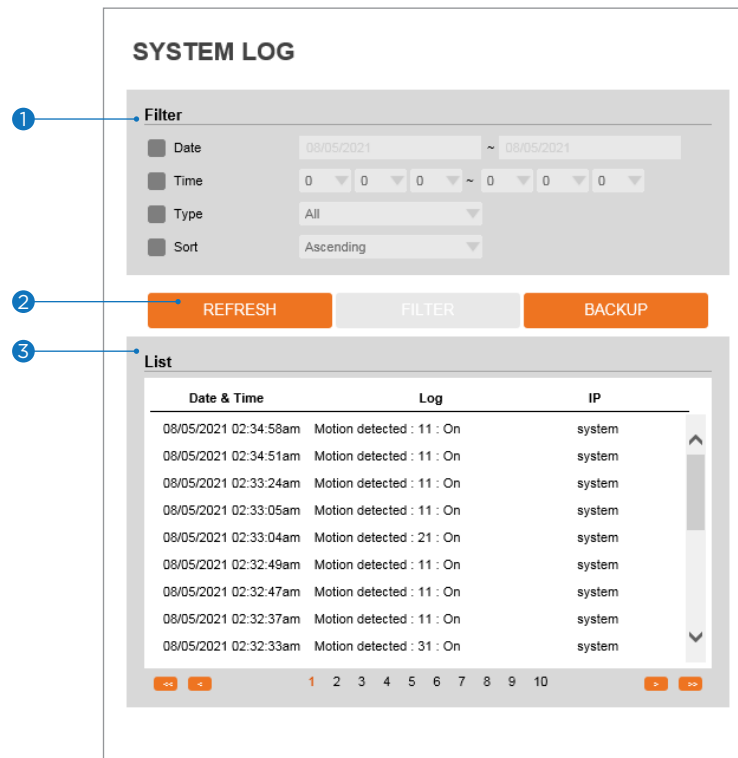 SYSTEM LOG
1 Filter
Date 08/05/2021 ~ 08/05/2021
Time 0 0 0 ~ 0 0 0
Type All
Sort Ascending
2 REFRESH FILTER BACKUP
3 List
Date & Time Log IP
08/05/2021 02:34:58am Motion detected : 11 : On system
08/05/2021 02:34:51am Motion detected : 11 : On system
08/05/2021 02:33:24am Motion detected : 11 : On system
08/05/2021 02:33:05am Motion detected : 11 : On system
08/05/2021 02:33:04am Motion detected : 21 : On system
08/05/2021 02:32:49am Motion detected : 11 : On system
08/05/2021 02:32:47am Motion detected : 11 : On system
08/05/2021 02:32:37am Motion detected : 11 : On system
08/05/2021 02:32:33am Motion detected : 31 : On system
<< < 1 2 3 4 5 6 7 8 9 10 > >>